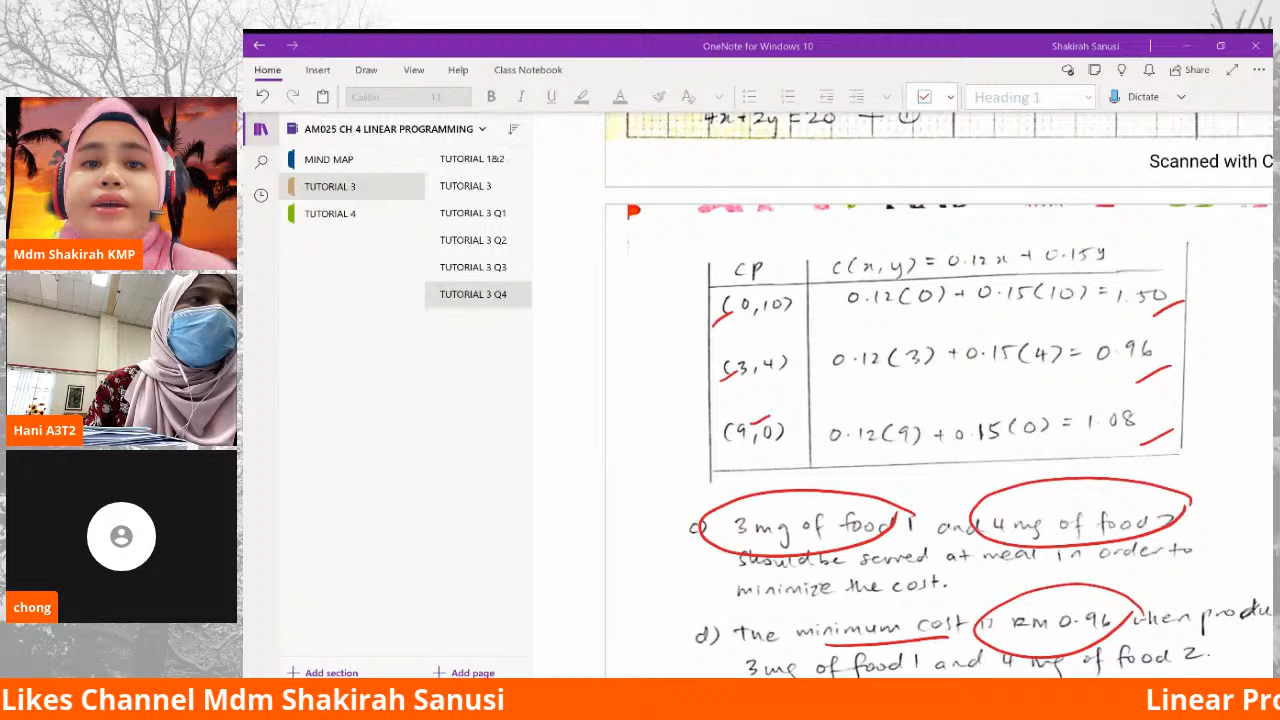 OneNote for Windows 10
Shakirah Sanusi
Home Insert Draw View Help Class Notebook
Share
Calibri 11
B I U A
Heading 1
Dictate
AM025 CH 4 LINEAR PROGRAMMING
MIND MAP
TUTORIAL 3
TUTORIAL 4
TUTORIAL 1&2
TUTORIAL 3
TUTORIAL 3 Q1
TUTORIAL 3 Q2
TUTORIAL 3 Q3
TUTORIAL 3 Q4
Add section
Add page
Mdm Shakirah KMP
Hani A3T2
chong
4x+2y=20 — ①
Scanned with C
CP C(x,y) = 0.12x + 0.15y
(0,10) 0.12(0) + 0.15(10) = 1.50
(3,4) 0.12(3) + 0.15(4) = 0.96
(9,0) 0.12(9) + 0.15(0) = 1.08
c) 3 mg of food 1 and 4 mg of food 2
should be served at meal in order to
minimize the cost.
d) the minimum cost is RM 0.96 when produ
3 mg of food 1 and 4 mg of food 2.
Likes Channel Mdm Shakirah Sanusi
Linear Pro